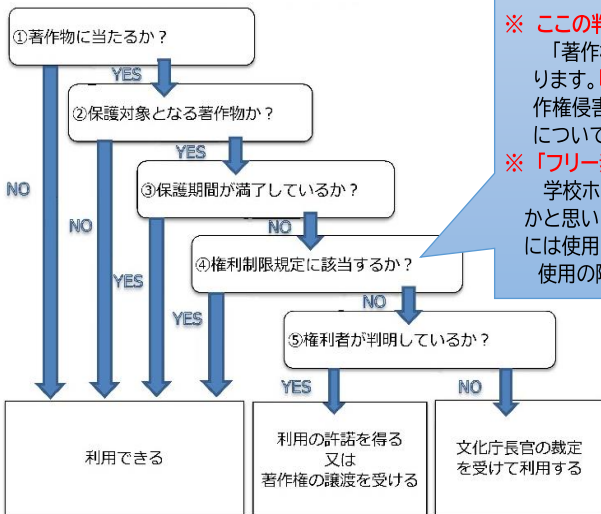 ①著作物に当たるか？
YES
②保護対象となる著作物か？
YES
③保護期間が満了しているか？
NO
NO
NO
④権利制限規定に該当するか？
YES
YES
NO
⑤権利者が判明しているか？
YES
NO
利用できる
利用の許諾を得る
又は
著作権の譲渡を受ける
文化庁長官の裁定
を受けて利用する
※ ここの判
「著作
ります。
作権侵害
について
※ 「フリー
学校ホ
かと思い
には使用
使用の